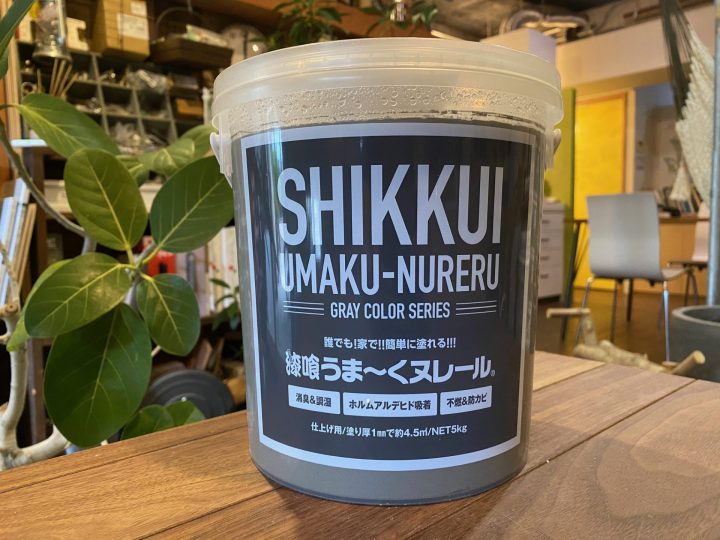 SHIKKUI
UMAKU-NURERU
GRAY COLOR SERIES
誰でも!家で!!簡単に塗れる!!!
漆喰うま〜くヌレール®
消臭&調湿 ホルムアルデヒド吸着 不燃&防カビ
仕上げ用/塗り厚1㎜で約4.5㎡/NET5kg